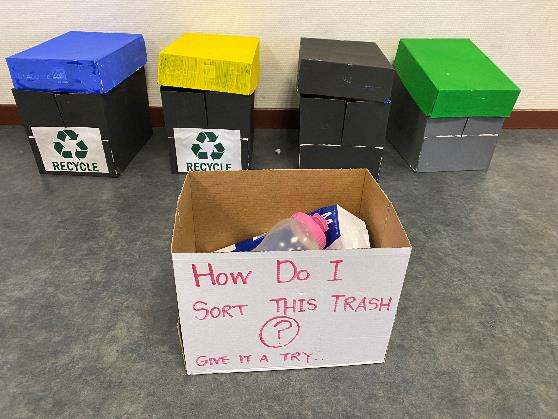 RECYCLE
RECYCLE
How Do I
SORT THIS TRASH
?
GIVE IT A TRY...